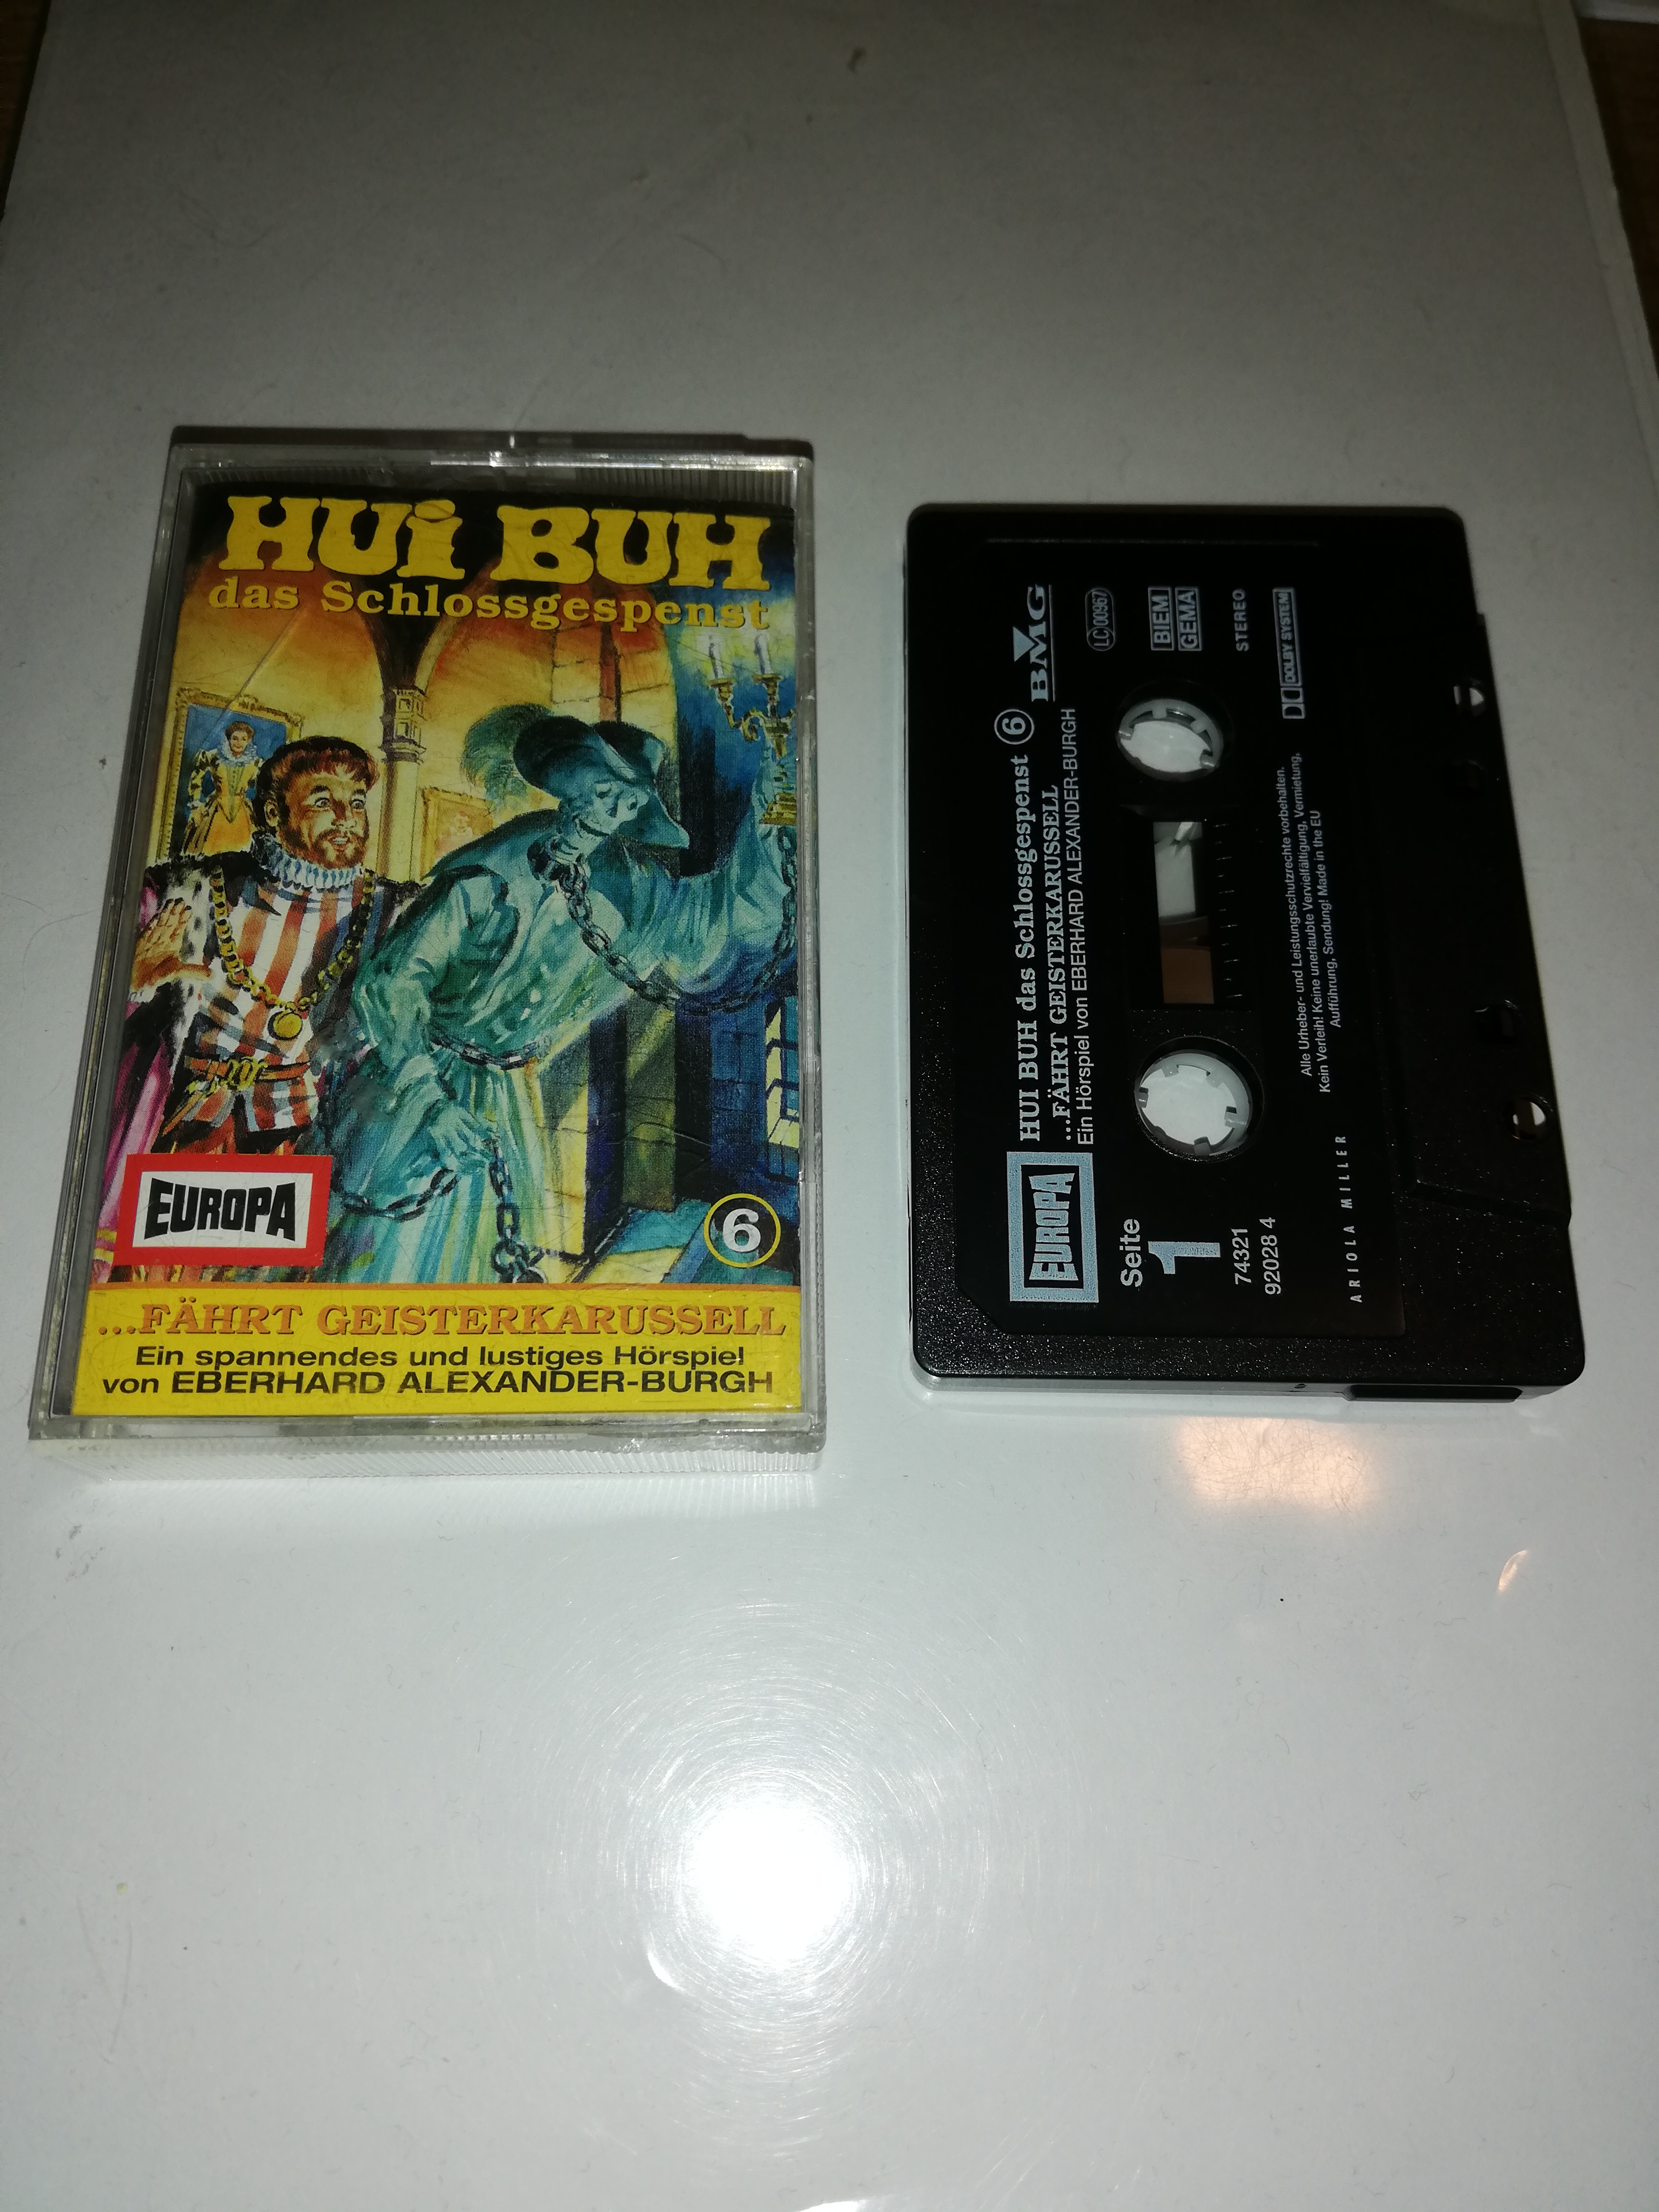 HUi BUH
das Schlossgespenst
EUROPA
6
...FÄHRT GEISTERKARUSSELL
Ein spannendes und lustiges Hörspiel
von EBERHARD ALEXANDER-BURGH
EUROPA
HUI BUH das Schlossgespenst 6
...FÄHRT GEISTERKARUSSELL
Ein Hörspiel von EBERHARD ALEXANDER-BURGH
BMG
LC 00967
BIEM
GEMA
STEREO
DOLBY SYSTEM
Seite
1
74321
92028 4
Alle Urheber- und Leistungsschutzrechte vorbehalten.
Kein Verleih! Keine unerlaubte Vervielfältigung, Vermietung,
Aufführung, Sendung! Made in the EU
ARIOLA MILLER